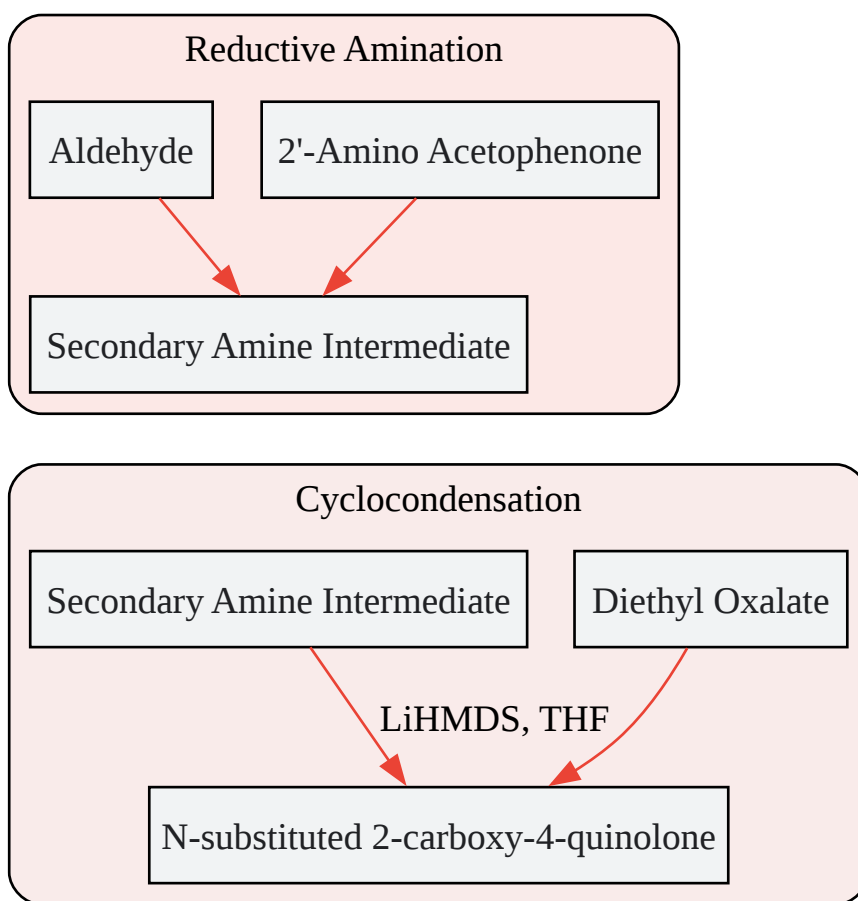 Reductive Amination
Aldehyde
2'-Amino Acetophenone
Secondary Amine Intermediate
Cyclocondensation
Secondary Amine Intermediate
Diethyl Oxalate
LiHMDS, THF
N-substituted 2-carboxy-4-quinolone